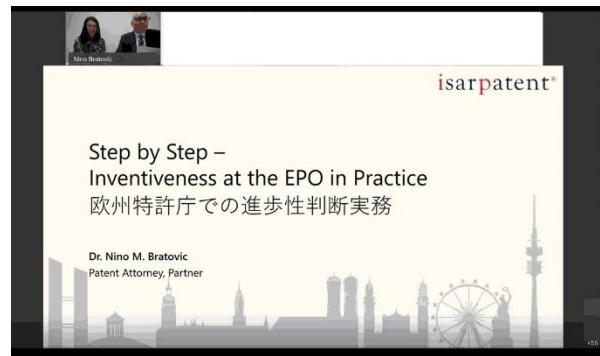 Nino Bratovic
isarpatent®
Step by Step –
Inventiveness at the EPO in Practice
欧州特許庁での進歩性判断実務
Dr. Nino M. Bratovic
Patent Attorney, Partner
+56